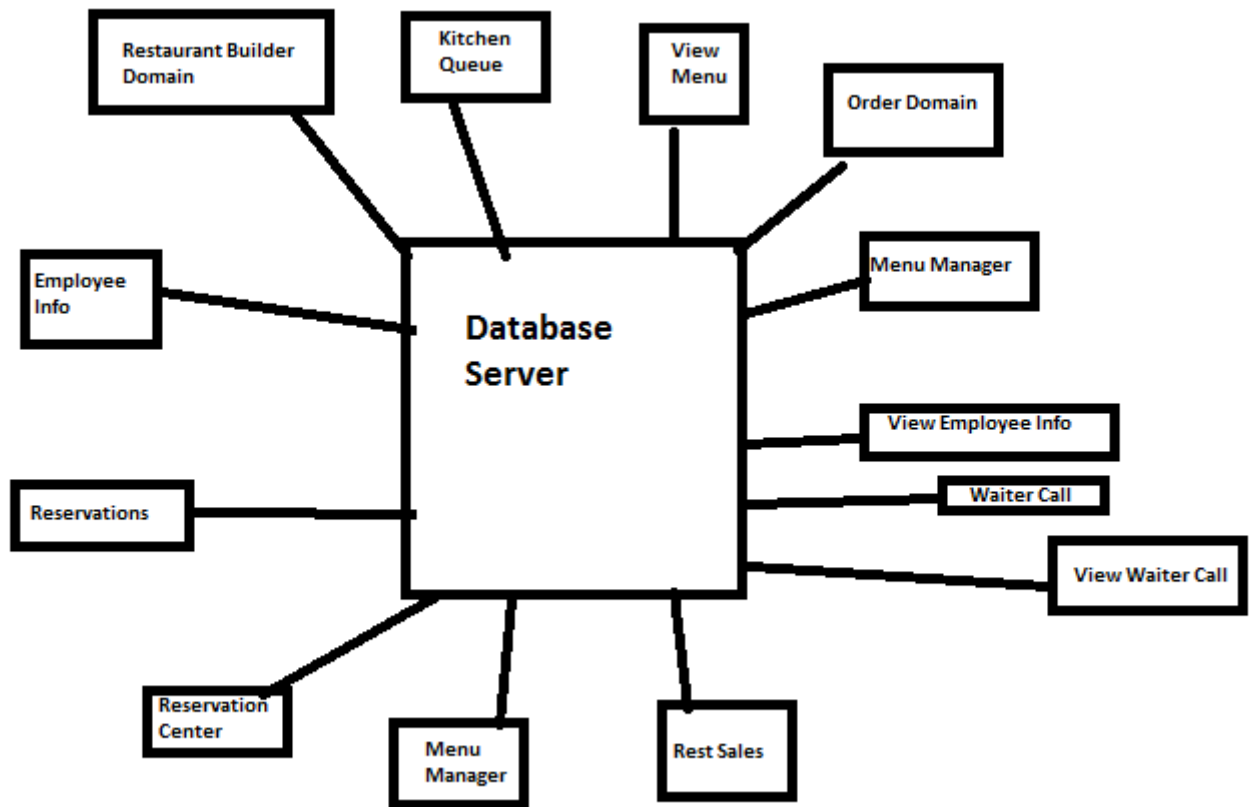 Restaurant Builder
Domain
Kitchen
Queue
View
Menu
Order Domain
Employee
Info
Menu Manager
Database
Server
View Employee Info
Waiter Call
Reservations
View Waiter Call
Reservation
Center
Menu
Manager
Rest Sales